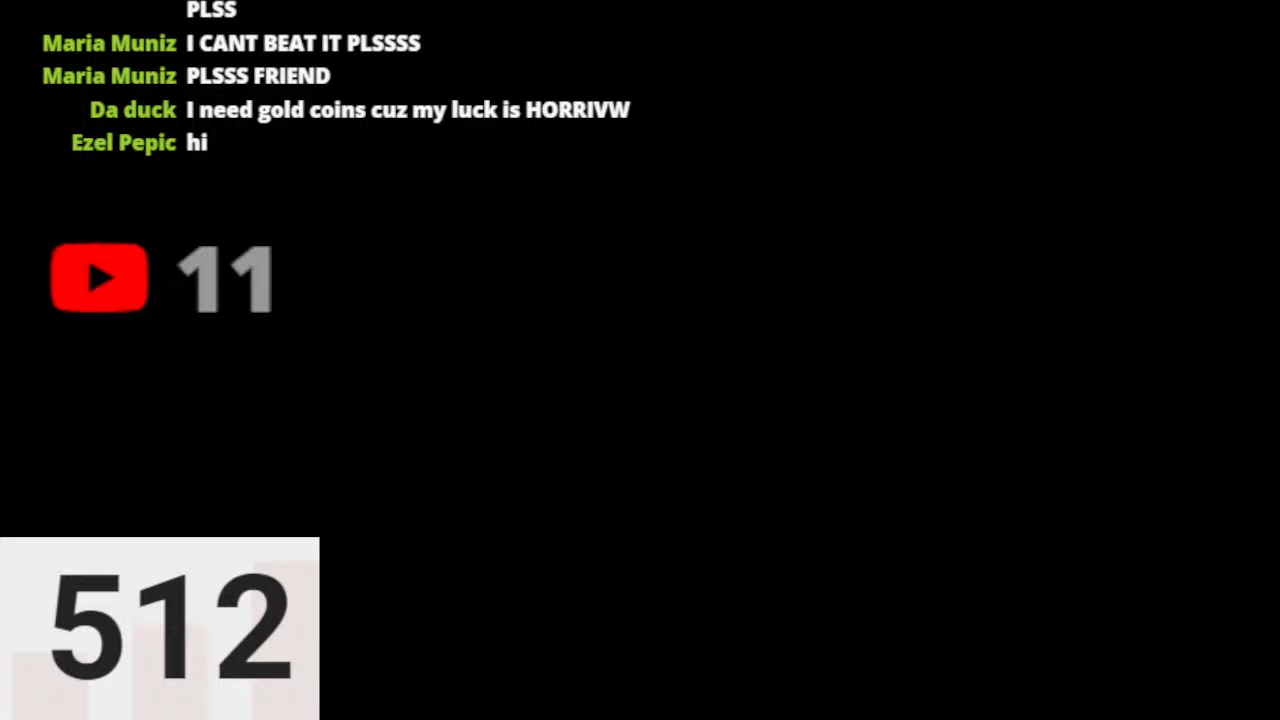 PLSS
Maria Muniz I CANT BEAT IT PLSSSS
Maria Muniz PLSSS FRIEND
Da duck I need gold coins cuz my luck is HORRIVW
Ezel Pepic hi
11
512